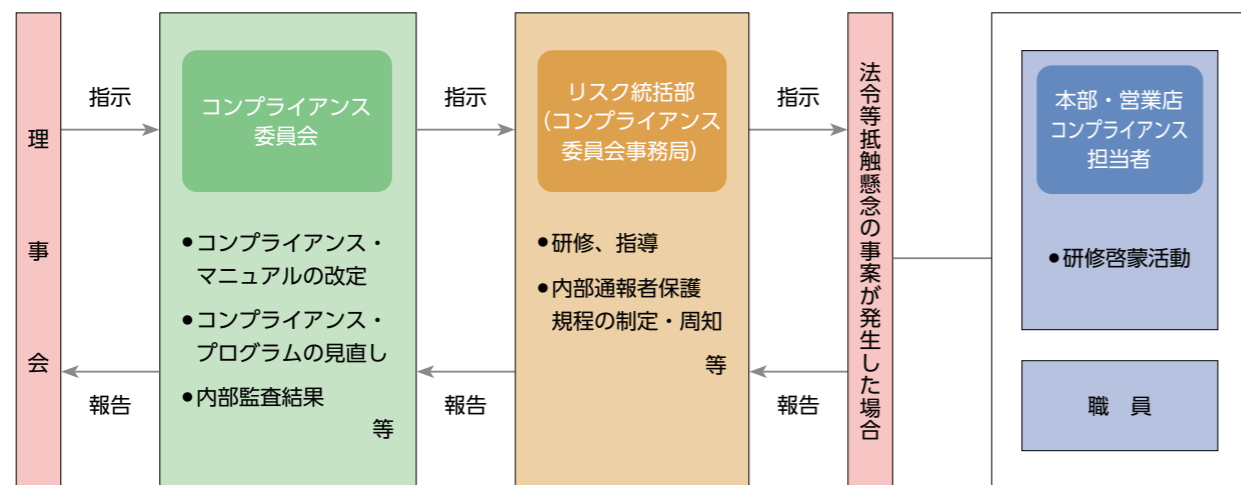 理事会
指示
報告
コンプライアンス
委員会
●コンプライアンス・
マニュアルの改定
●コンプライアンス・
プログラムの見直し
●内部監査結果
等
指示
報告
リスク統括部
(コンプライアンス
委員会事務局)
●研修、指導
●内部通報者保護
規程の制定・周知
等
指示
報告
法令等抵触懸念の事案が発生した場合
本部・営業店
コンプライアンス
担当者
●研修啓蒙活動
職　員